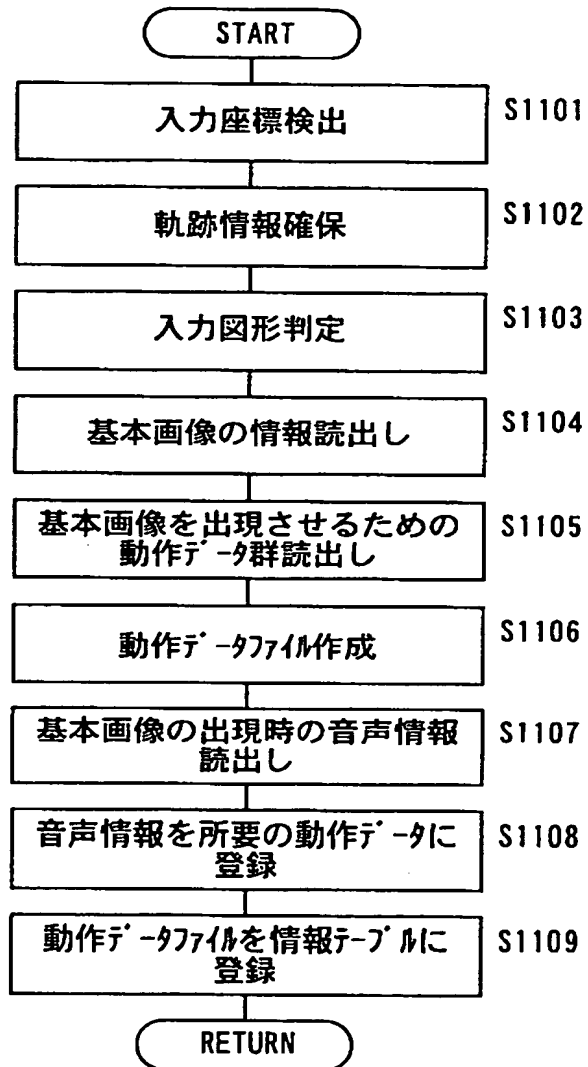 START
入力座標検出
S1101
軌跡情報確保
S1102
入力図形判定
S1103
基本画像の情報読出し
S1104
基本画像を出現させるための
動作ﾃﾞｰﾀ群読出し
S1105
動作ﾃﾞｰﾀﾌｧｲﾙ作成
S1106
基本画像の出現時の音声情報
読出し
S1107
音声情報を所要の動作ﾃﾞｰﾀに
登録
S1108
動作ﾃﾞｰﾀﾌｧｲﾙを情報ﾃｰﾌﾞﾙに
登録
S1109
RETURN